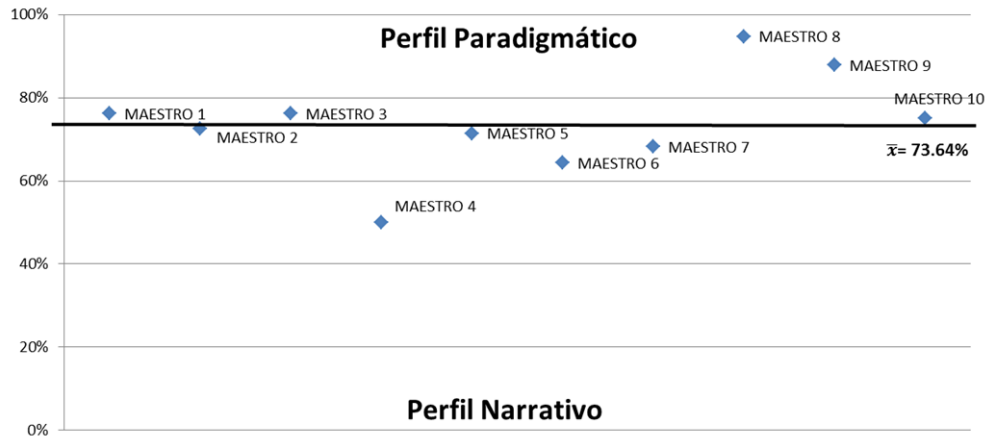 100%
Perfil Paradigmático
MAESTRO 8
MAESTRO 9
80%
MAESTRO 10
MAESTRO 1
MAESTRO 3
MAESTRO 2
MAESTRO 5
x̅= 73.64%
MAESTRO 7
MAESTRO 6
60%
MAESTRO 4
40%
20%
Perfil Narrativo
0%